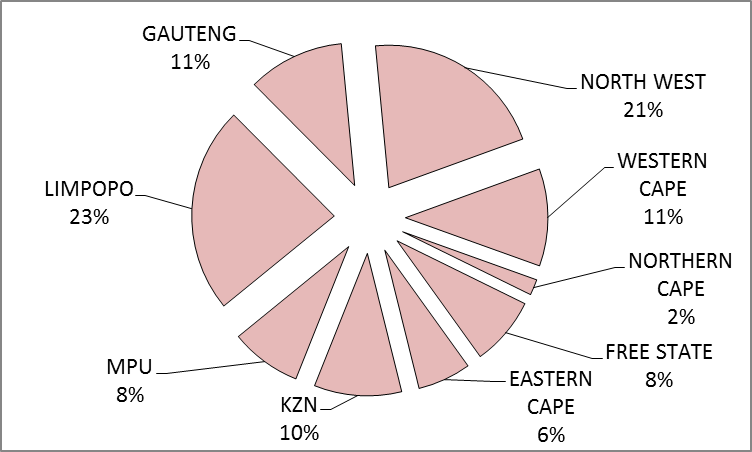 GAUTENG
11%
NORTH WEST
21%
WESTERN
CAPE
11%
NORTHERN
CAPE
2%
FREE STATE
8%
EASTERN
CAPE
6%
KZN
10%
MPU
8%
LIMPOPO
23%